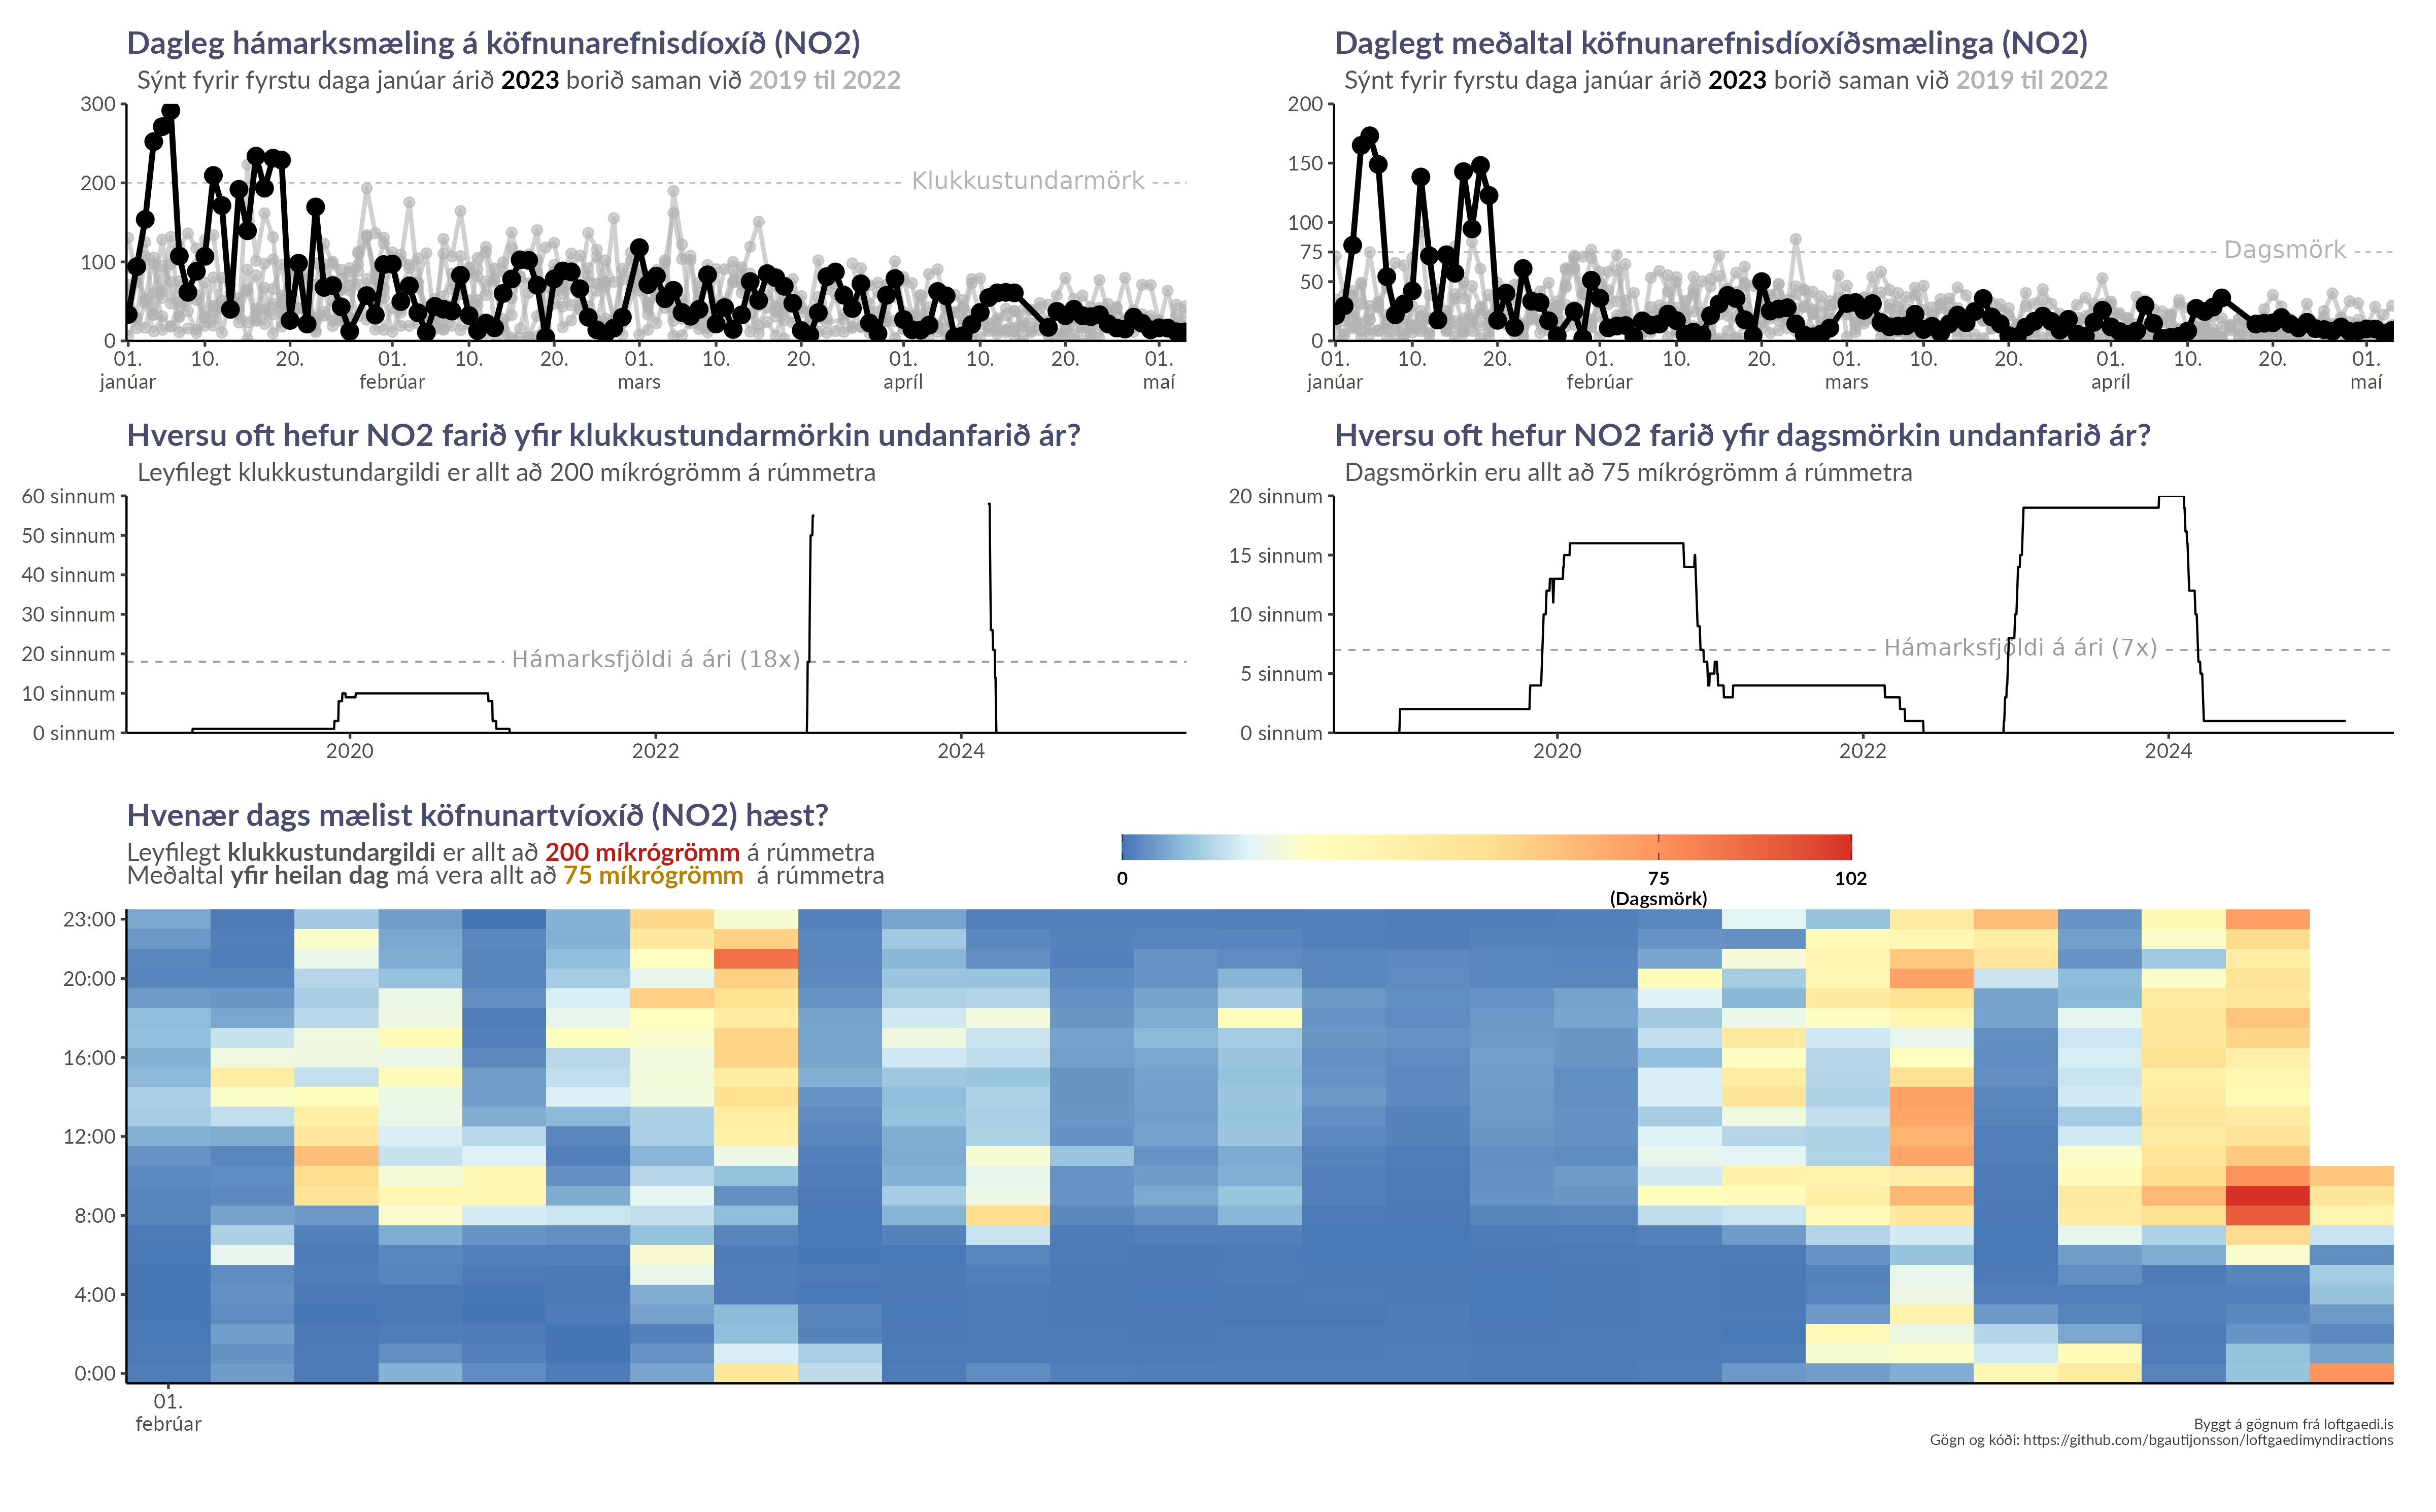 Dagleg hámarksmæling á köfnunarefnisdíoxíð (NO2)
Sýnt fyrir fyrstu daga janúar árið 2023 borið saman við 2019 til 2022
300
200
100
0
Klukkustundarmörk
01. 10. 20. 01. 10. 20. 01. 10. 20. 01. 10. 20. 01.
janúar febrúar mars apríl maí
Daglegt meðaltal köfnunarefnisdíoxíðsmælinga (NO2)
Sýnt fyrir fyrstu daga janúar árið 2023 borið saman við 2019 til 2022
200
150
100
75
50
0
Dagsmörk
01. 10. 20. 01. 10. 20. 01. 10. 20. 01. 10. 20. 01.
janúar febrúar mars apríl maí
Hversu oft hefur NO2 farið yfir klukkustundarmörkin undanfarið ár?
Leyfilegt klukkustundargildi er allt að 200 míkrógrömm á rúmmetra
60 sinnum
50 sinnum
40 sinnum
30 sinnum
20 sinnum
10 sinnum
0 sinnum
Hámarksfjöldi á ári (18x)
2020 2022 2024
Hversu oft hefur NO2 farið yfir dagsmörkin undanfarið ár?
Dagsmörkin eru allt að 75 míkrógrömm á rúmmetra
20 sinnum
15 sinnum
10 sinnum
5 sinnum
0 sinnum
Hámarksfjöldi á ári (7x)
2020 2022 2024
Hvenær dags mælist köfnunartvíoxíð (NO2) hæst?
Leyfilegt klukkustundargildi er allt að 200 míkrógrömm á rúmmetra
Meðaltal yfir heilan dag má vera allt að 75 míkrógrömm á rúmmetra
0 75 102
(Dagsmörk)
23:00
20:00
16:00
12:00
8:00
4:00
0:00
01.
febrúar
Byggt á gögnum frá loftgaedi.is
Gögn og kóði: https://github.com/bgautijonsson/loftgaedimyndiractions